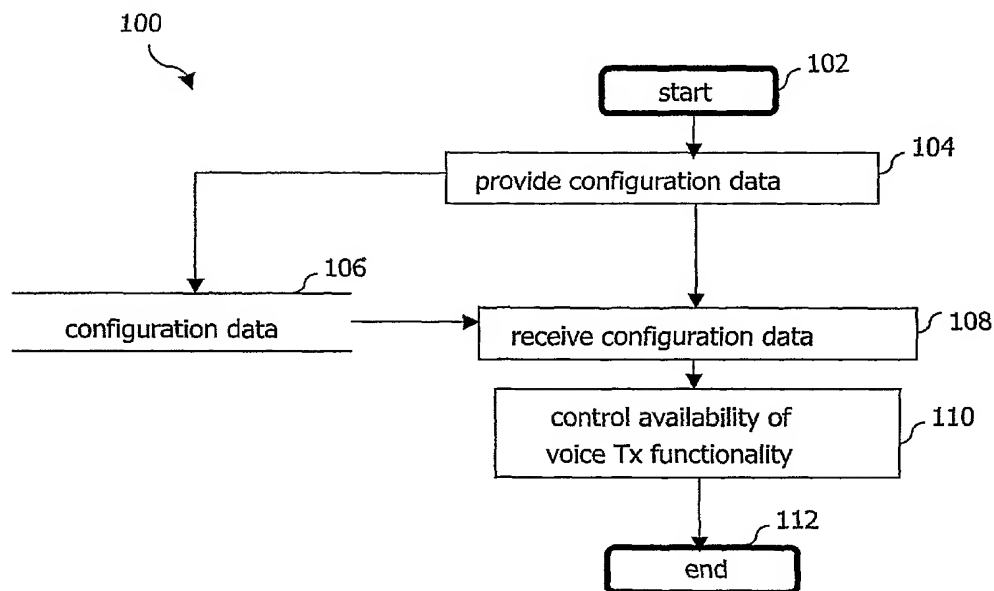 100
102
start
104
provide configuration data
106
configuration data
receive configuration data
108
control availability of
voice Tx functionality
110
112
end